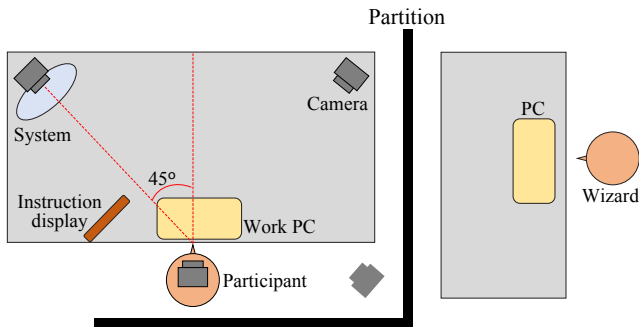 Partition
System
Camera
PC
45°
Instruction
display
Work PC
Wizard
Participant